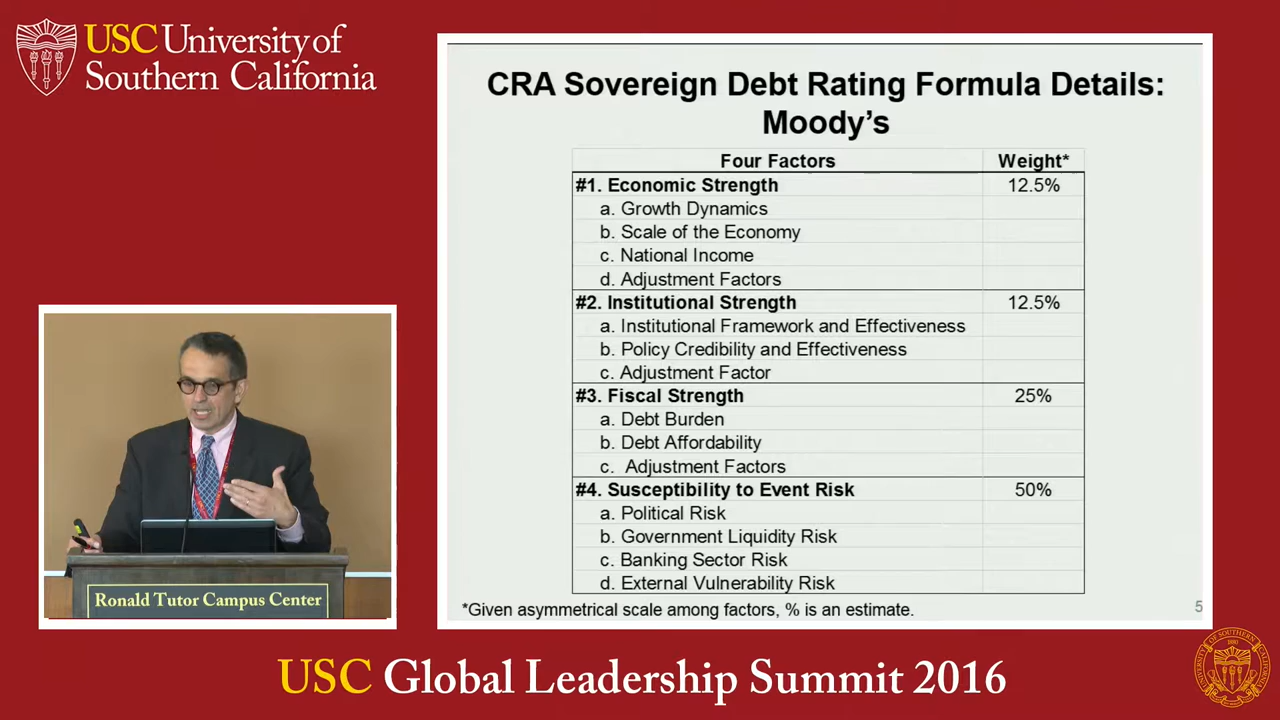 USC University of
Southern California
CRA Sovereign Debt Rating Formula Details:
Moody's
Four Factors Weight*
#1. Economic Strength 12.5%
a. Growth Dynamics
b. Scale of the Economy
c. National Income
d. Adjustment Factors
#2. Institutional Strength 12.5%
a. Institutional Framework and Effectiveness
b. Policy Credibility and Effectiveness
c. Adjustment Factor
#3. Fiscal Strength 25%
a. Debt Burden
b. Debt Affordability
c. Adjustment Factors
#4. Susceptibility to Event Risk 50%
a. Political Risk
b. Government Liquidity Risk
c. Banking Sector Risk
d. External Vulnerability Risk
*Given asymmetrical scale among factors, % is an estimate.
5
Ronald Tutor Campus Center
USC Global Leadership Summit 2016